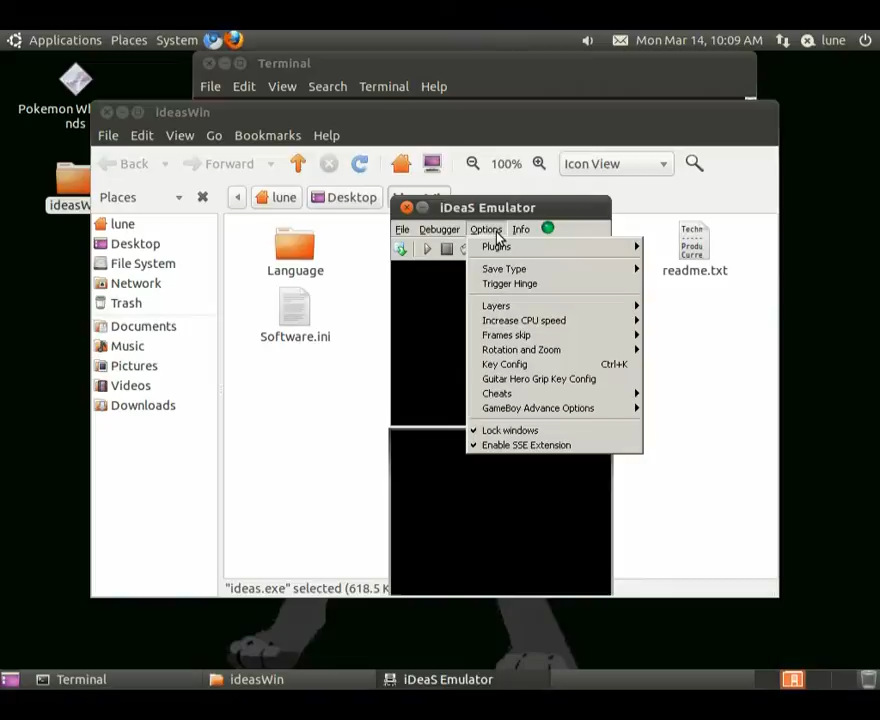 Applications Places System Mon Mar 14, 10:09 AM lune
Terminal
File Edit View Search Terminal Help
ideasWin
File Edit View Go Bookmarks Help
Back Forward 100% Icon View
Places lune Desktop
iDeaS Emulator
File Debugger Options Info
Plugins
Save Type
Trigger Hinge
Layers
Increase CPU speed
Frames skip
Rotation and Zoom
Key Config Ctrl+K
Guitar Hero Grip Key Config
Cheats
GameBoy Advance Options
Lock windows
Enable SSE Extension
lune
Desktop
File System
Network
Trash
Documents
Music
Pictures
Videos
Downloads
Language
Software.ini
Teche
Produ
Curre
readme.txt
"ideas.exe" selected (618.5 K
Pokemon Wh
nds
ideasW
Terminal ideasWin iDeaS Emulator